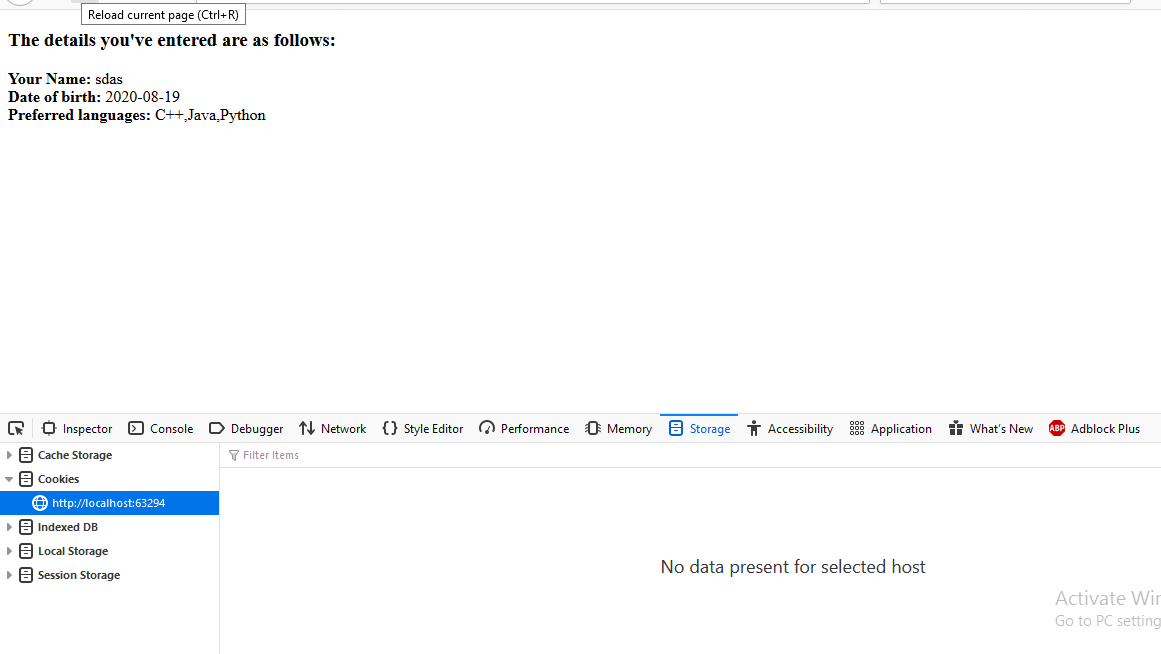 Reload current page (Ctrl+R)
The details you've entered are as follows:
Your Name: sdas
Date of birth: 2020-08-19
Preferred languages: C++,Java,Python
Inspector Console Debugger Network Style Editor Performance Memory Storage Accessibility Application What's New ABP Adblock Plus
Cache Storage
Filter Items
Cookies
http://localhost:63294
Indexed DB
Local Storage
Session Storage
No data present for selected host
Activate Wi
Go to PC setting